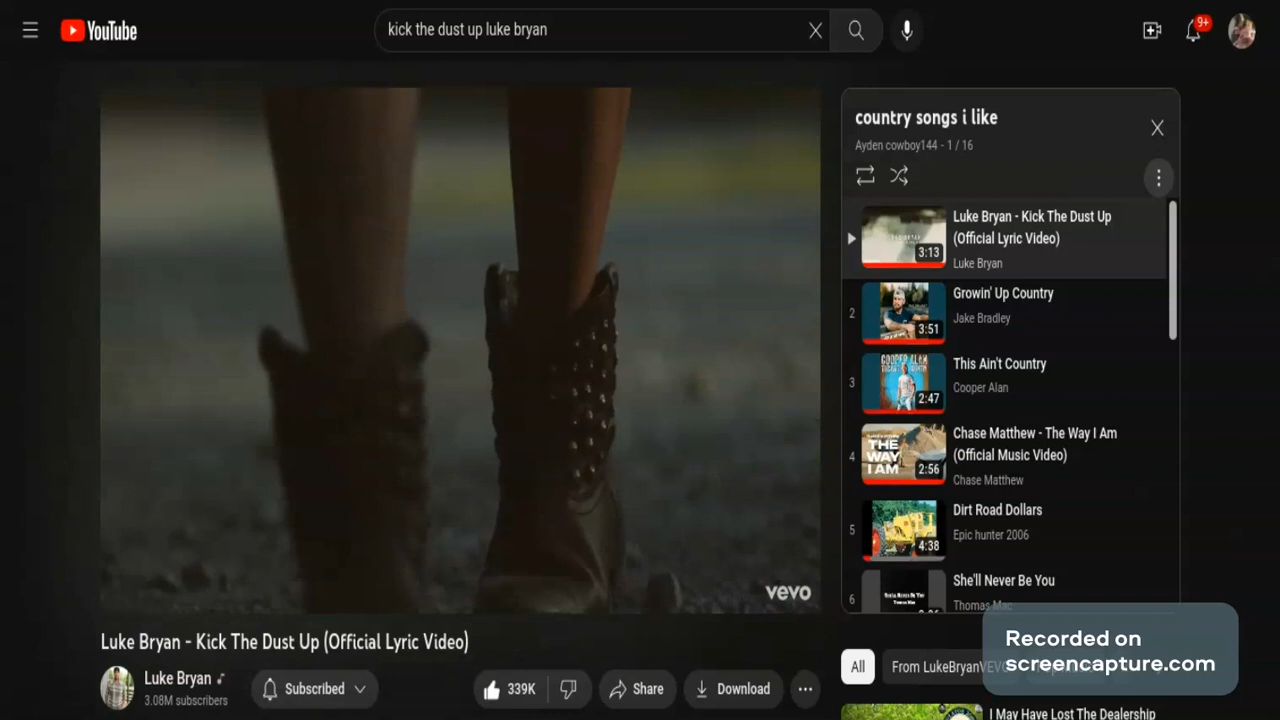 YouTube
kick the dust up luke bryan
9+
vevo
Luke Bryan - Kick The Dust Up (Official Lyric Video)
Luke Bryan
3.08M subscribers
Subscribed
339K
Share
Download
country songs i like
Ayden cowboy144 - 1 / 16
3:13
Luke Bryan - Kick The Dust Up
(Official Lyric Video)
Luke Bryan
2
3:51
Growin' Up Country
Jake Bradley
3
2:47
This Ain't Country
Cooper Alan
4
THE
WAY
I AM
2:56
Chase Matthew - The Way I Am
(Official Music Video)
Chase Matthew
5
4:38
Dirt Road Dollars
Epic hunter 2006
6
She'll Never Be You
Thomas Mac
Recorded on
screencapture.com
All
From LukeBryanVEVO
I May Have Lost The Dealership